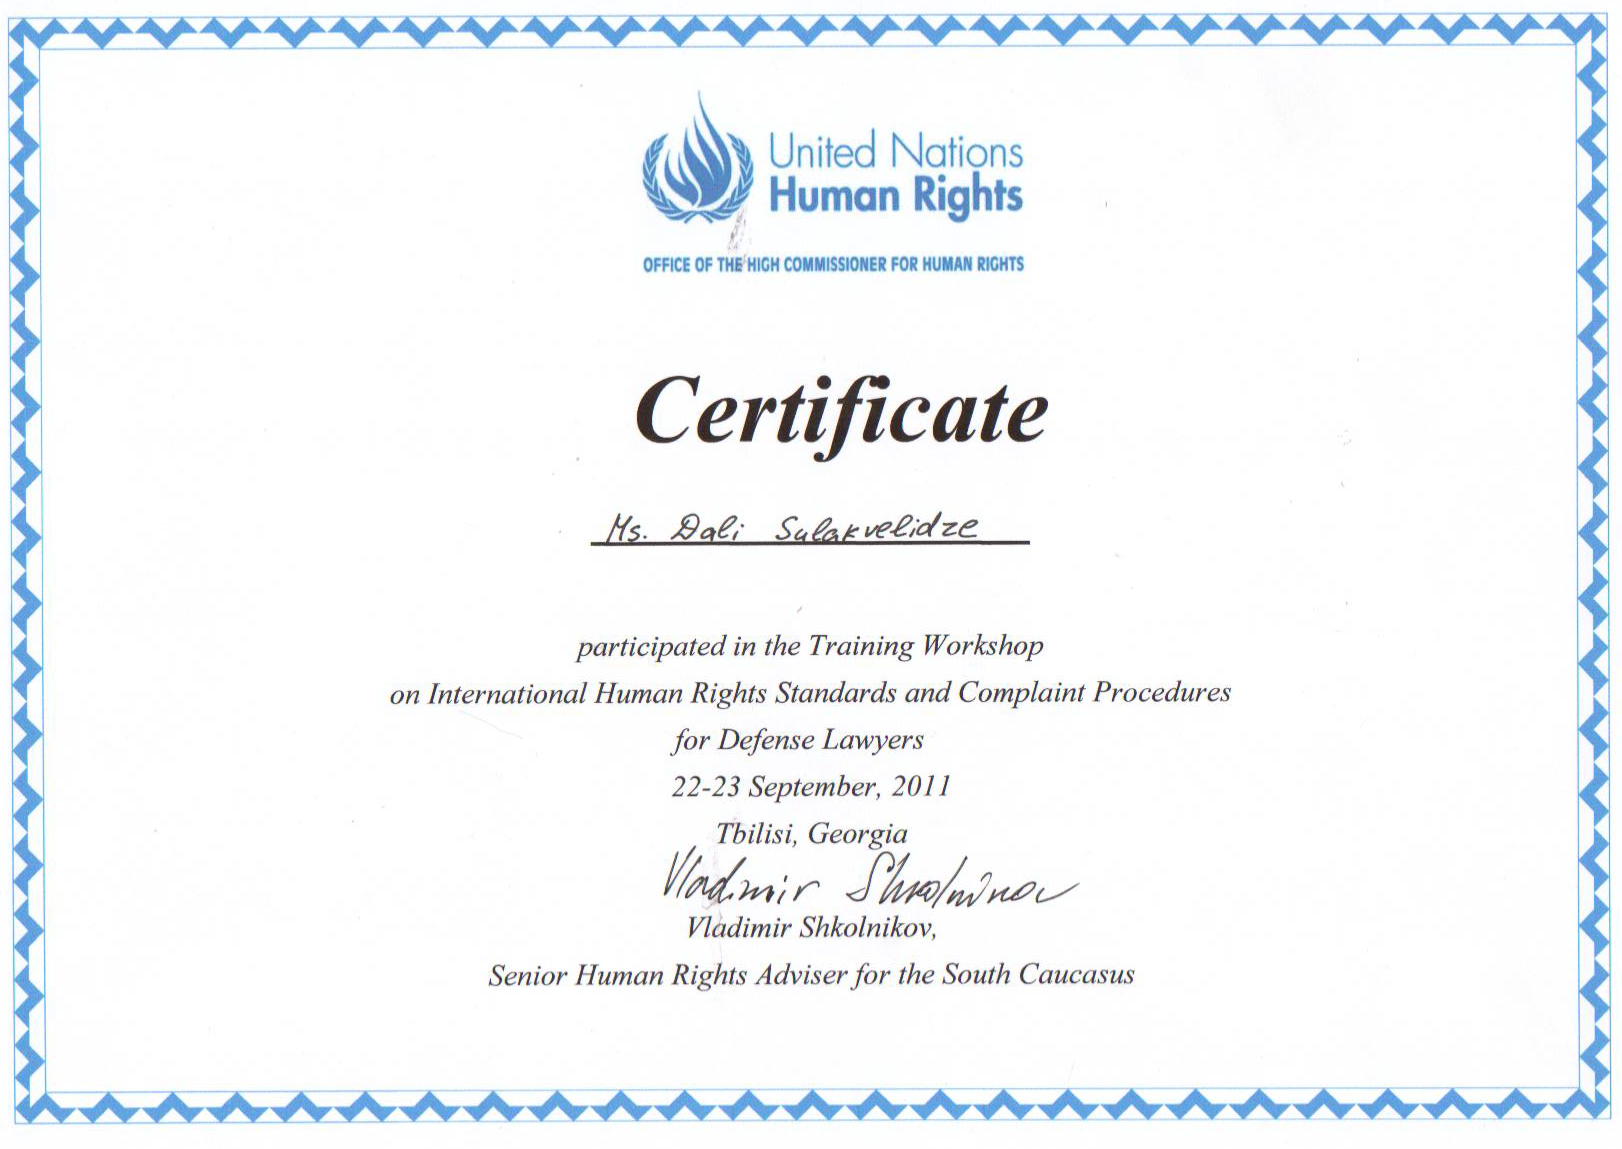 United Nations
Human Rights
OFFICE OF THE HIGH COMMISSIONER FOR HUMAN RIGHTS
Certificate
Ms. Dali Sulakvelidze
participated in the Training Workshop
on International Human Rights Standards and Complaint Procedures
for Defense Lawyers
22-23 September, 2011
Tbilisi, Georgia
Vladimir Shkolnikov
Vladimir Shkolnikov,
Senior Human Rights Adviser for the South Caucasus